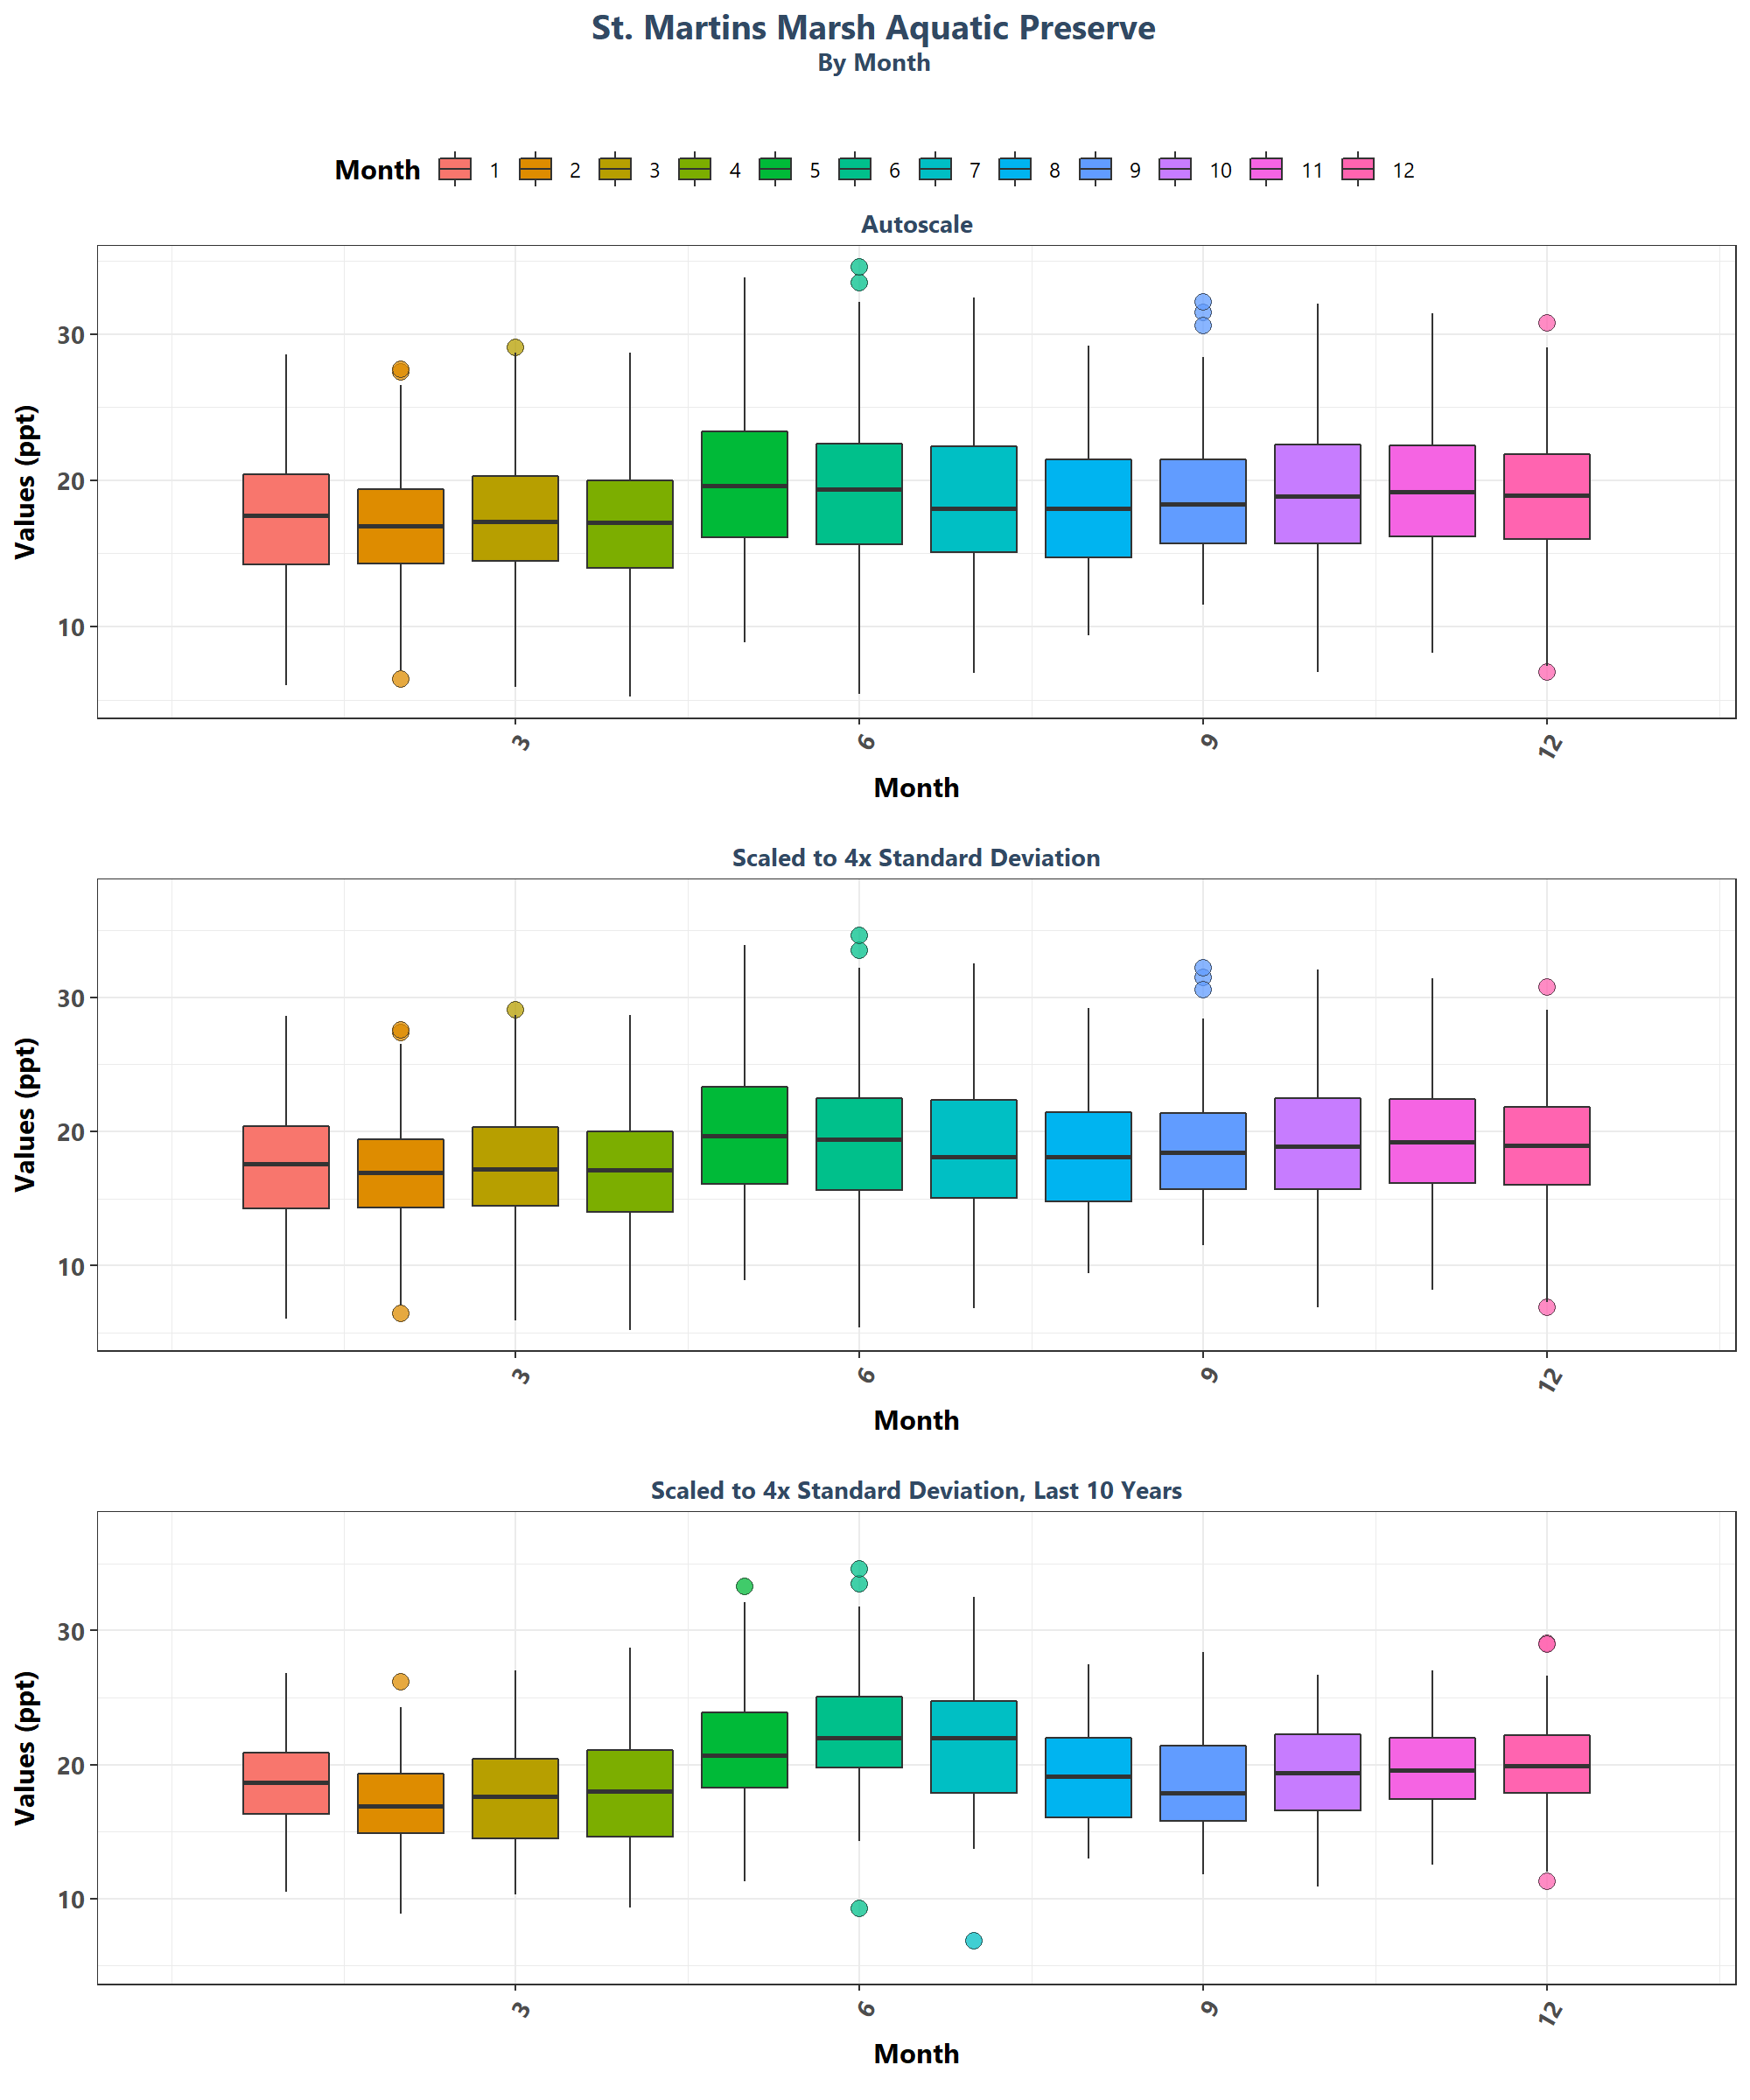 St. Martins Marsh Aquatic Preserve
By Month
Month 1 2 3 4 5 6 7 8 9 10 11 12
Autoscale
Values (ppt)
30
20
10
3 6 9 12
Month
Scaled to 4x Standard Deviation
Values (ppt)
30
20
10
3 6 9 12
Month
Scaled to 4x Standard Deviation, Last 10 Years
Values (ppt)
30
20
10
3 6 9 12
Month